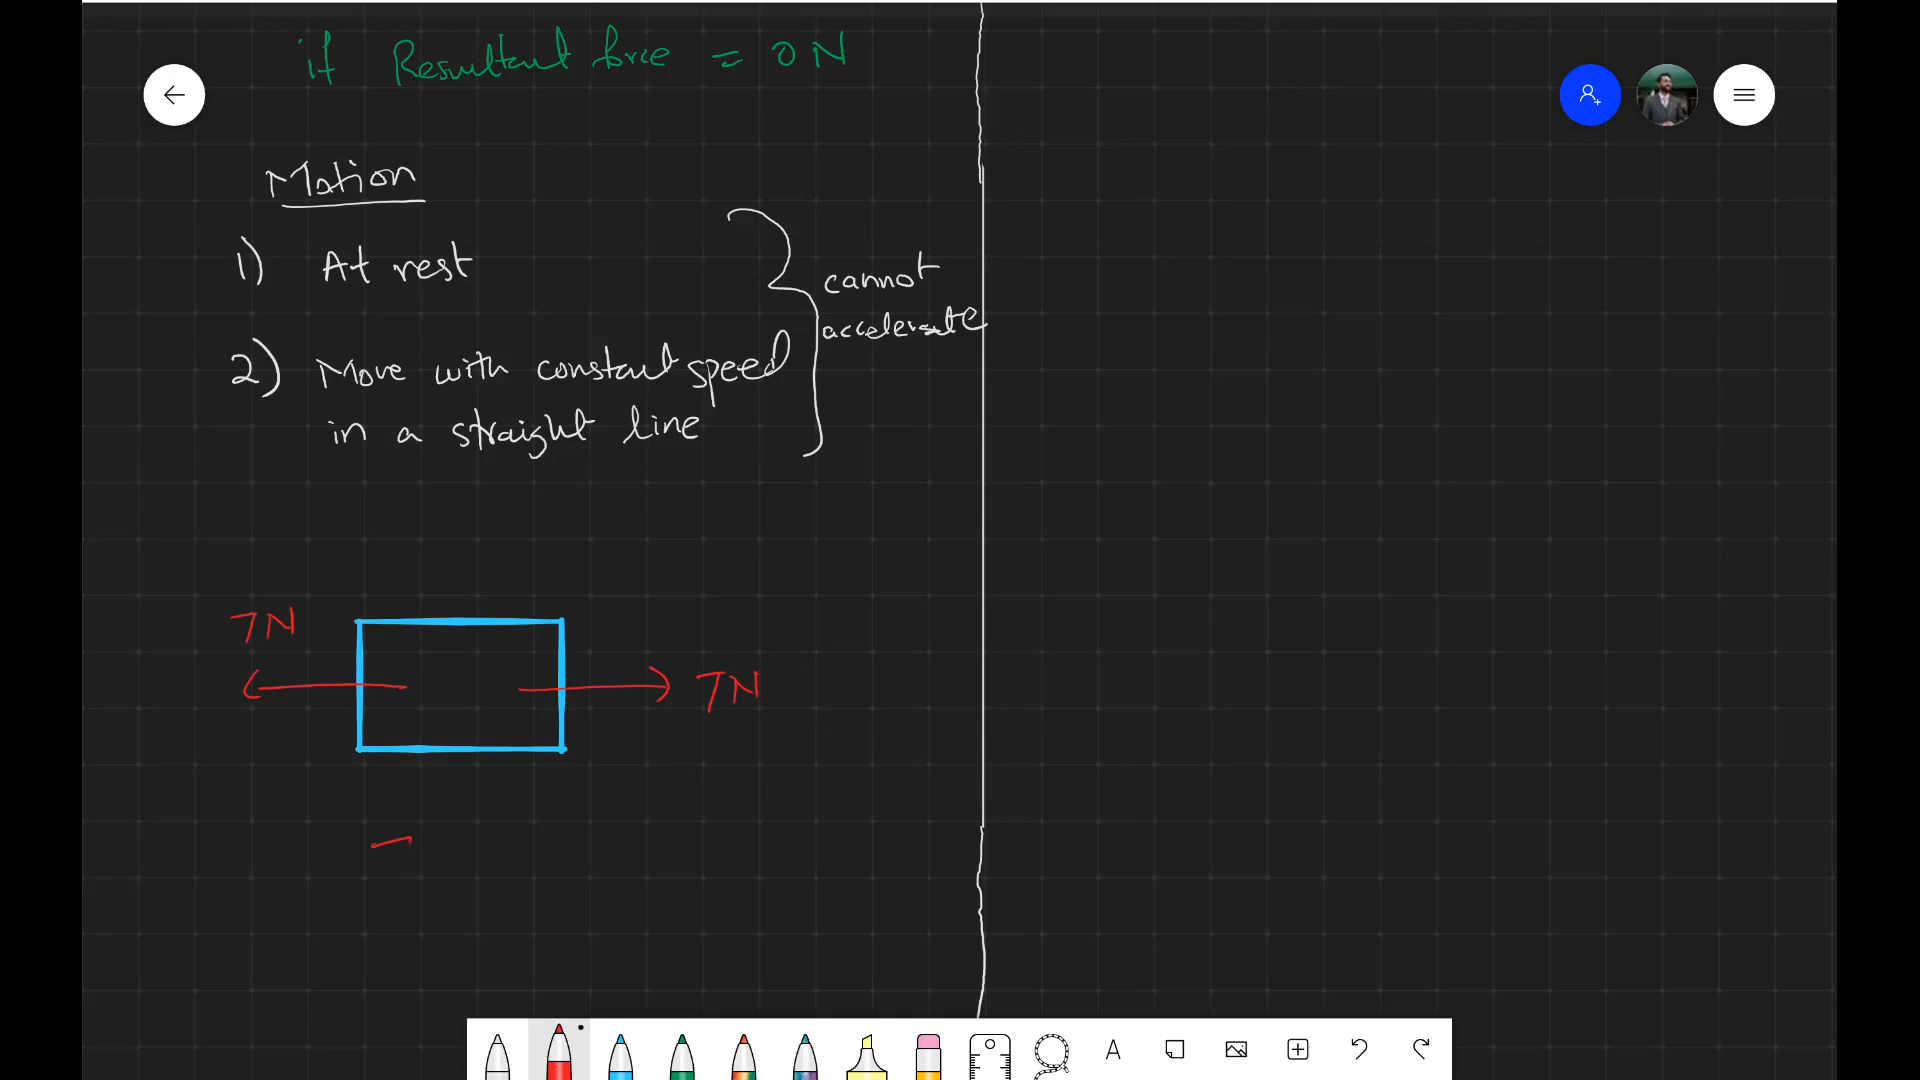 if Resultant force = 0 N
Motion
1) At rest
2) Move with constant speed
in a straight line
cannot
accelerate
7N
7N
A